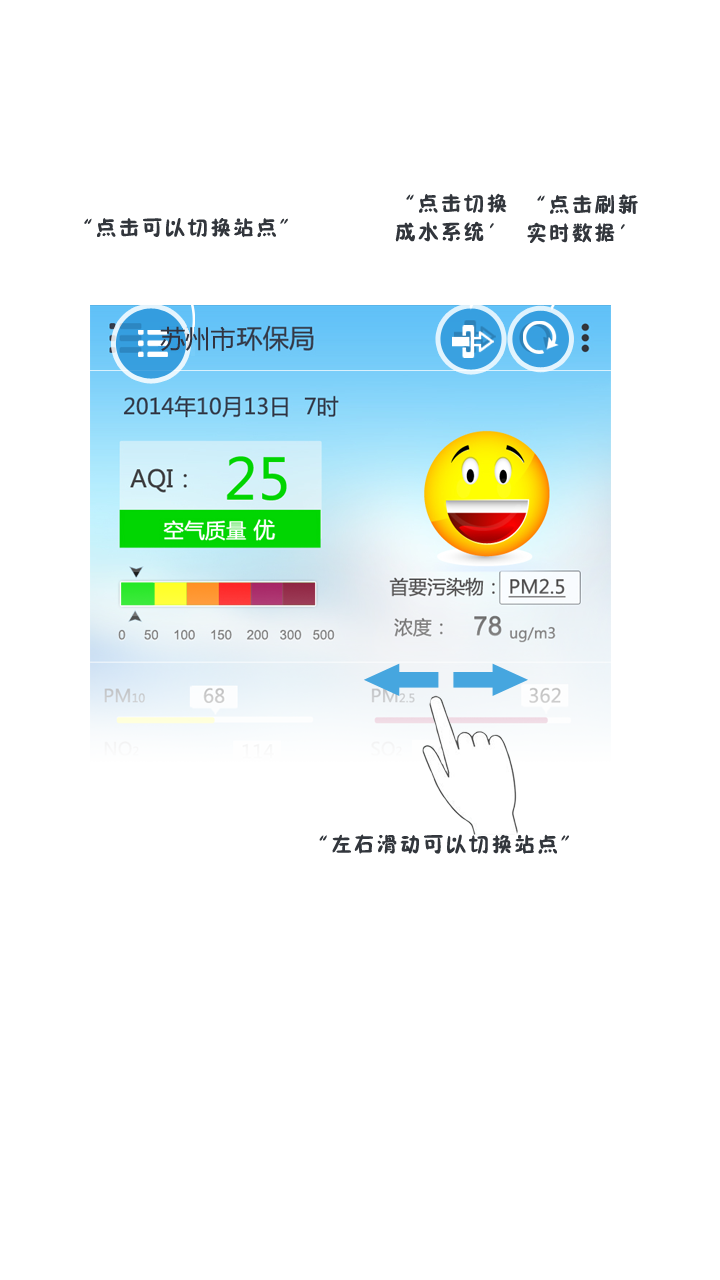 “点击可以切换站点”
“点击切换
成水系统’
“点击刷新
实时数据’
苏州市环保局
2014年10月13日 7时
AQI： 25
空气质量 优
首要污染物：PM2.5
浓度： 78 ug/m3
0 50 100 150 200 300 500
PM10 68 PM2.5 362
NO₂ 114 SO₂
“左右滑动可以切换站点”